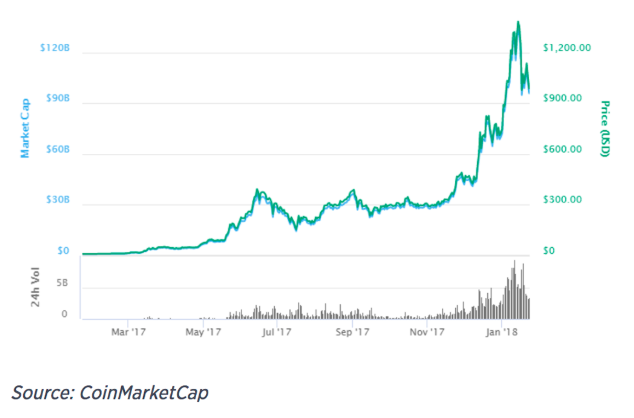 $120B
$90B
$60B
$30B
$0
Market Cap
$1,200.00
$900.00
$600.00
$300.00
$0
Price (USD)
24h Vol
5B
0
Mar '17
May '17
Jul '17
Sep '17
Nov '17
Jan '18
Source: CoinMarketCap